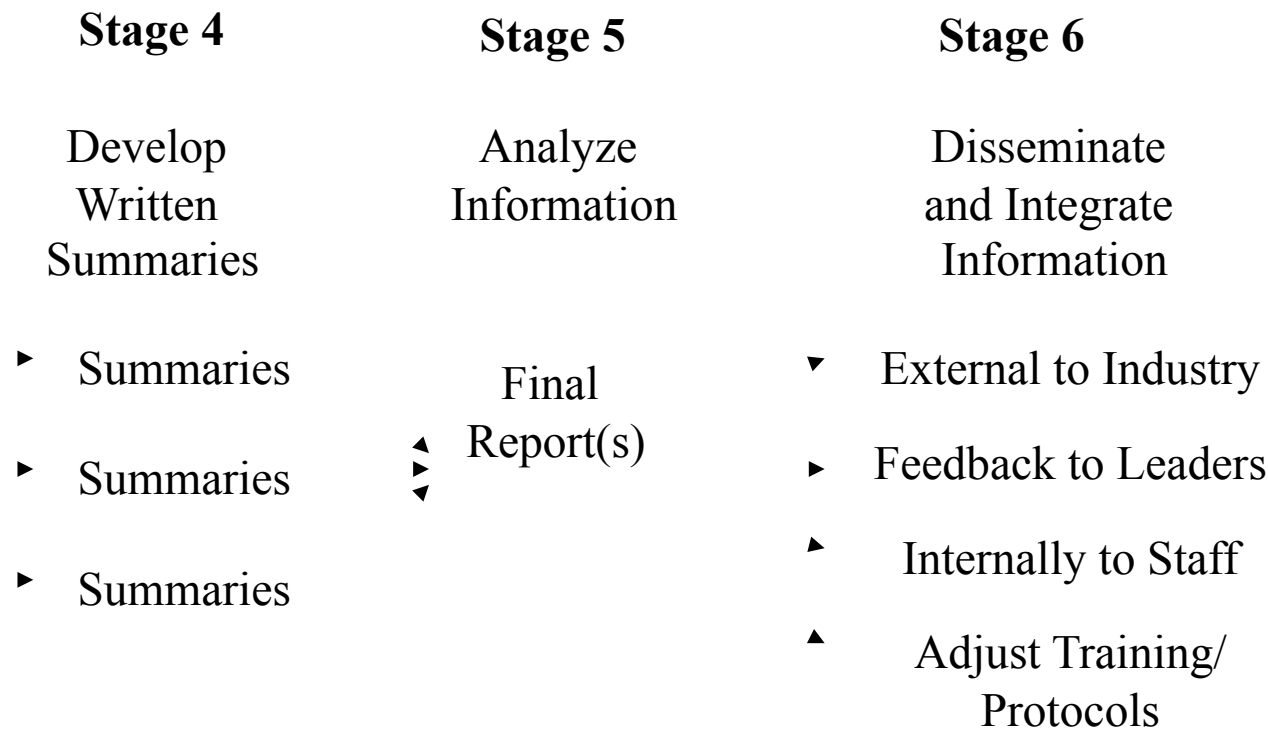 Stage 4
Stage 5
Stage 6
Develop
Written
Summaries
Analyze
Information
Disseminate
and Integrate
Information
Summaries
Summaries
Summaries
Final
Report(s)
External to Industry
Feedback to Leaders
Internally to Staff
Adjust Training/
Protocols